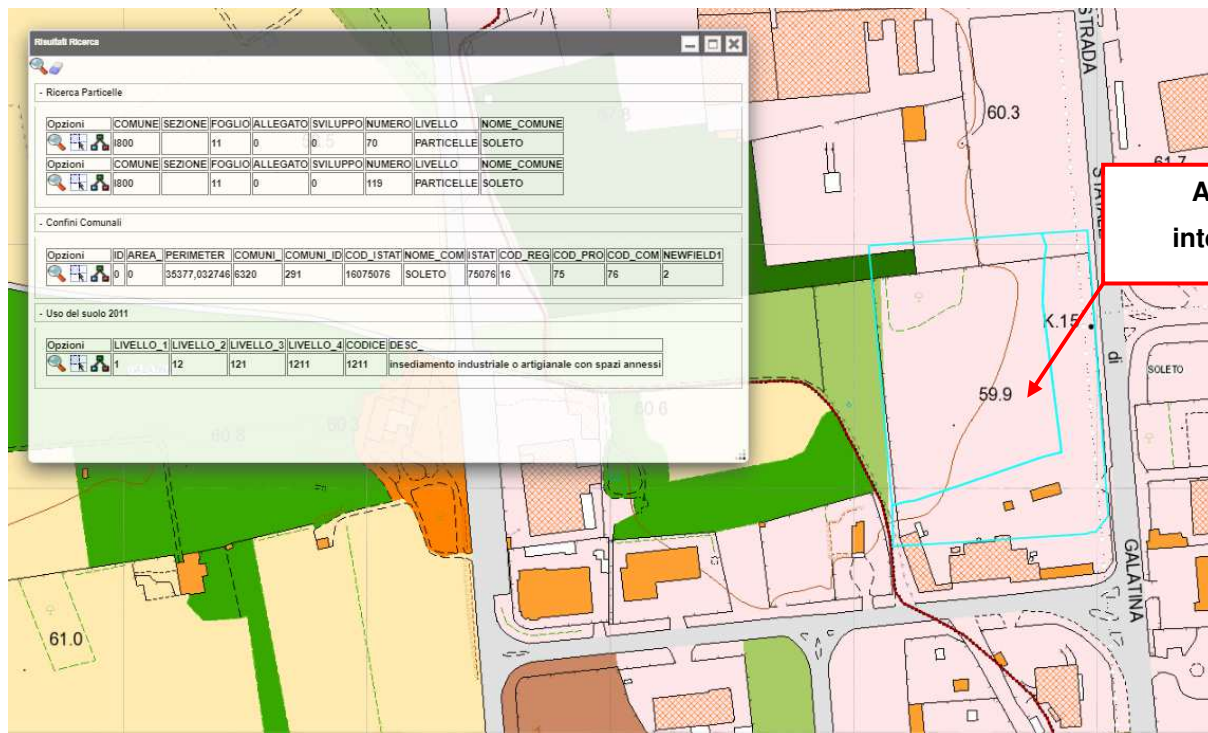 Risultati Ricerca
- Ricerca Particelle
Opzioni COMUNE SEZIONE FOGLIO ALLEGATO SVILUPPO NUMERO LIVELLO NOME_COMUNE
I800 11 0 0 70 PARTICELLE SOLETO
Opzioni COMUNE SEZIONE FOGLIO ALLEGATO SVILUPPO NUMERO LIVELLO NOME_COMUNE
I800 11 0 0 119 PARTICELLE SOLETO
- Confini Comunali
Opzioni ID AREA_ PERIMETER COMUNI_ COMUNI_ID COD_ISTAT NOME_COM ISTAT COD_REG COD_PRO COD_COM NEWFIELD1
0 0 35377,032746 6320 291 16075076 SOLETO 75076 16 75 76 2
- Uso del suolo 2011
Opzioni LIVELLO_1 LIVELLO_2 LIVELLO_3 LIVELLO_4 CODICE DESC_
1 12 121 1211 1211 insediamento industriale o artigianale con spazi annessi
STRADA
60.3
61.7
STATALE
A
inte
K.15
di
SOLETO
59.9
60.6
60.8
60.3
GALATINA
61.0